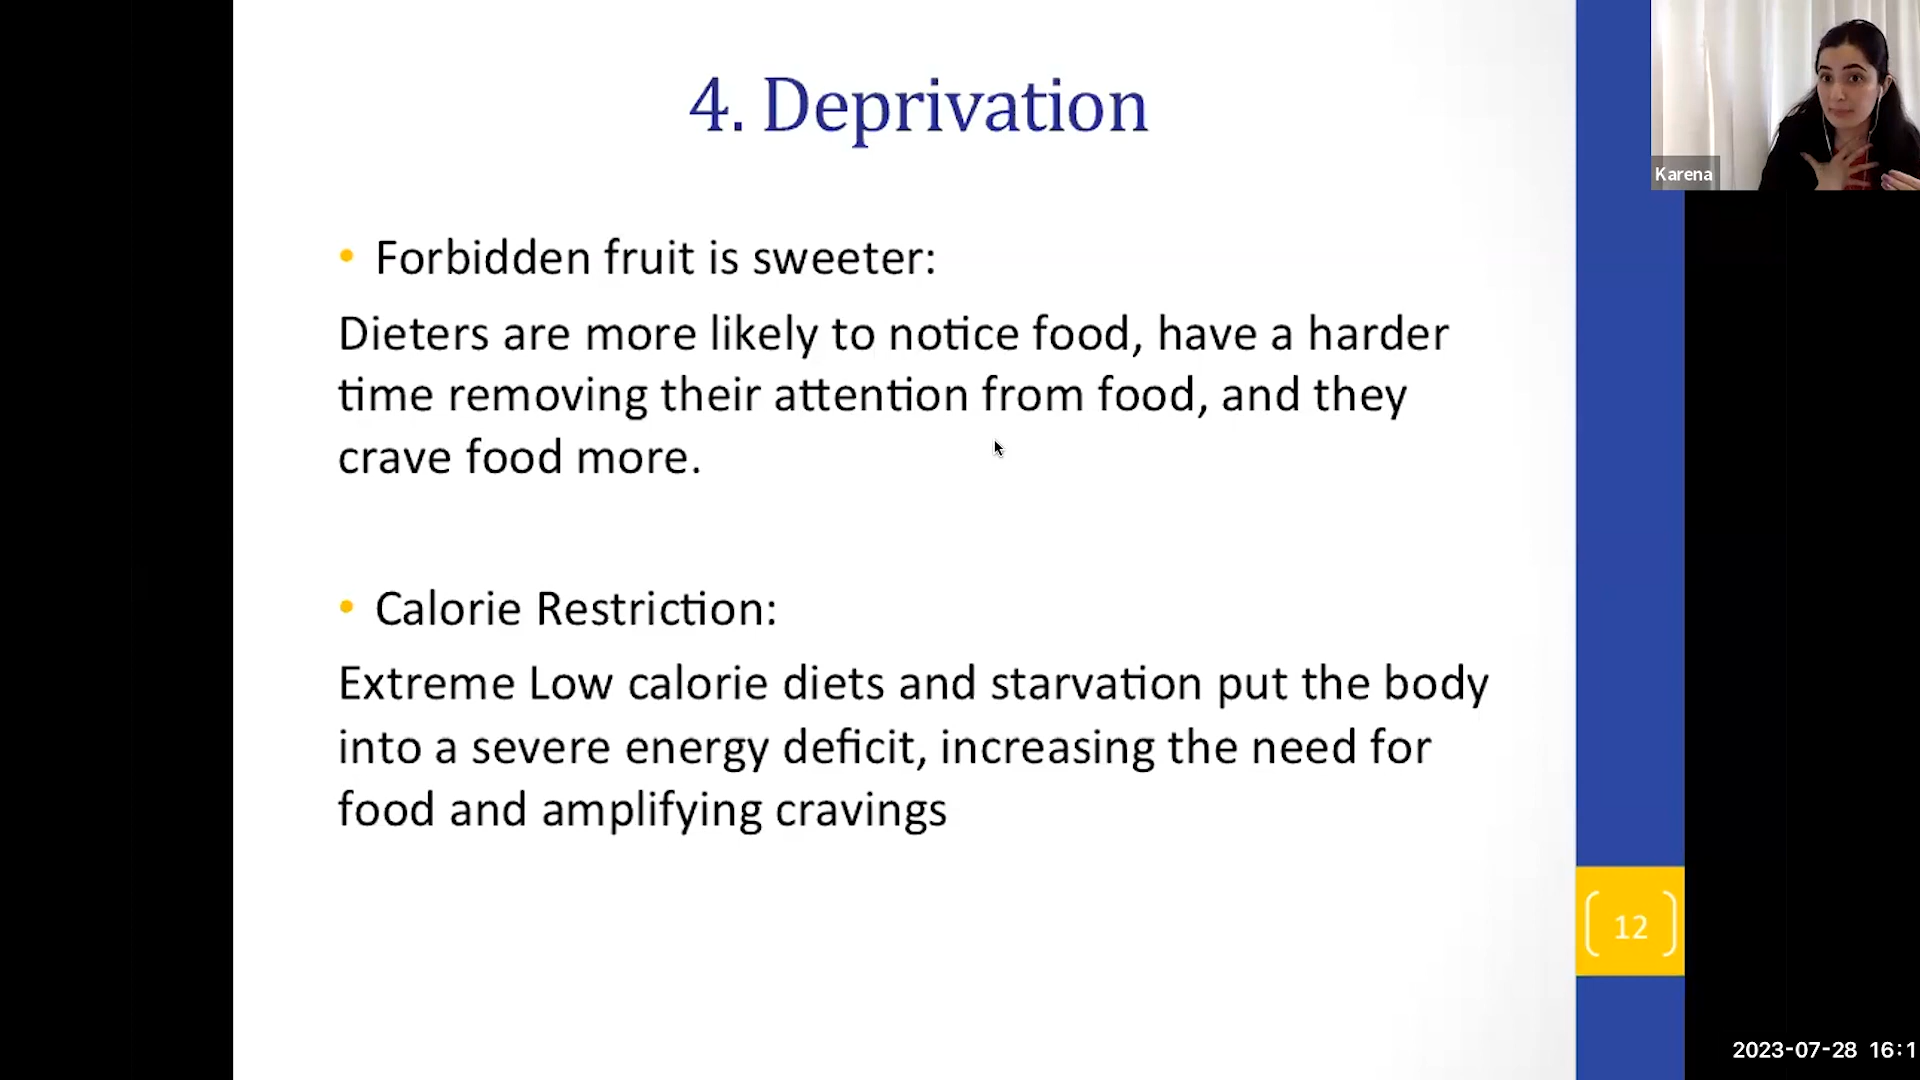 4. Deprivation
Karena
• Forbidden fruit is sweeter:
Dieters are more likely to notice food, have a harder
time removing their attention from food, and they
crave food more.
• Calorie Restriction:
Extreme Low calorie diets and starvation put the body
into a severe energy deficit, increasing the need for
food and amplifying cravings
12
2023-07-28 16:1